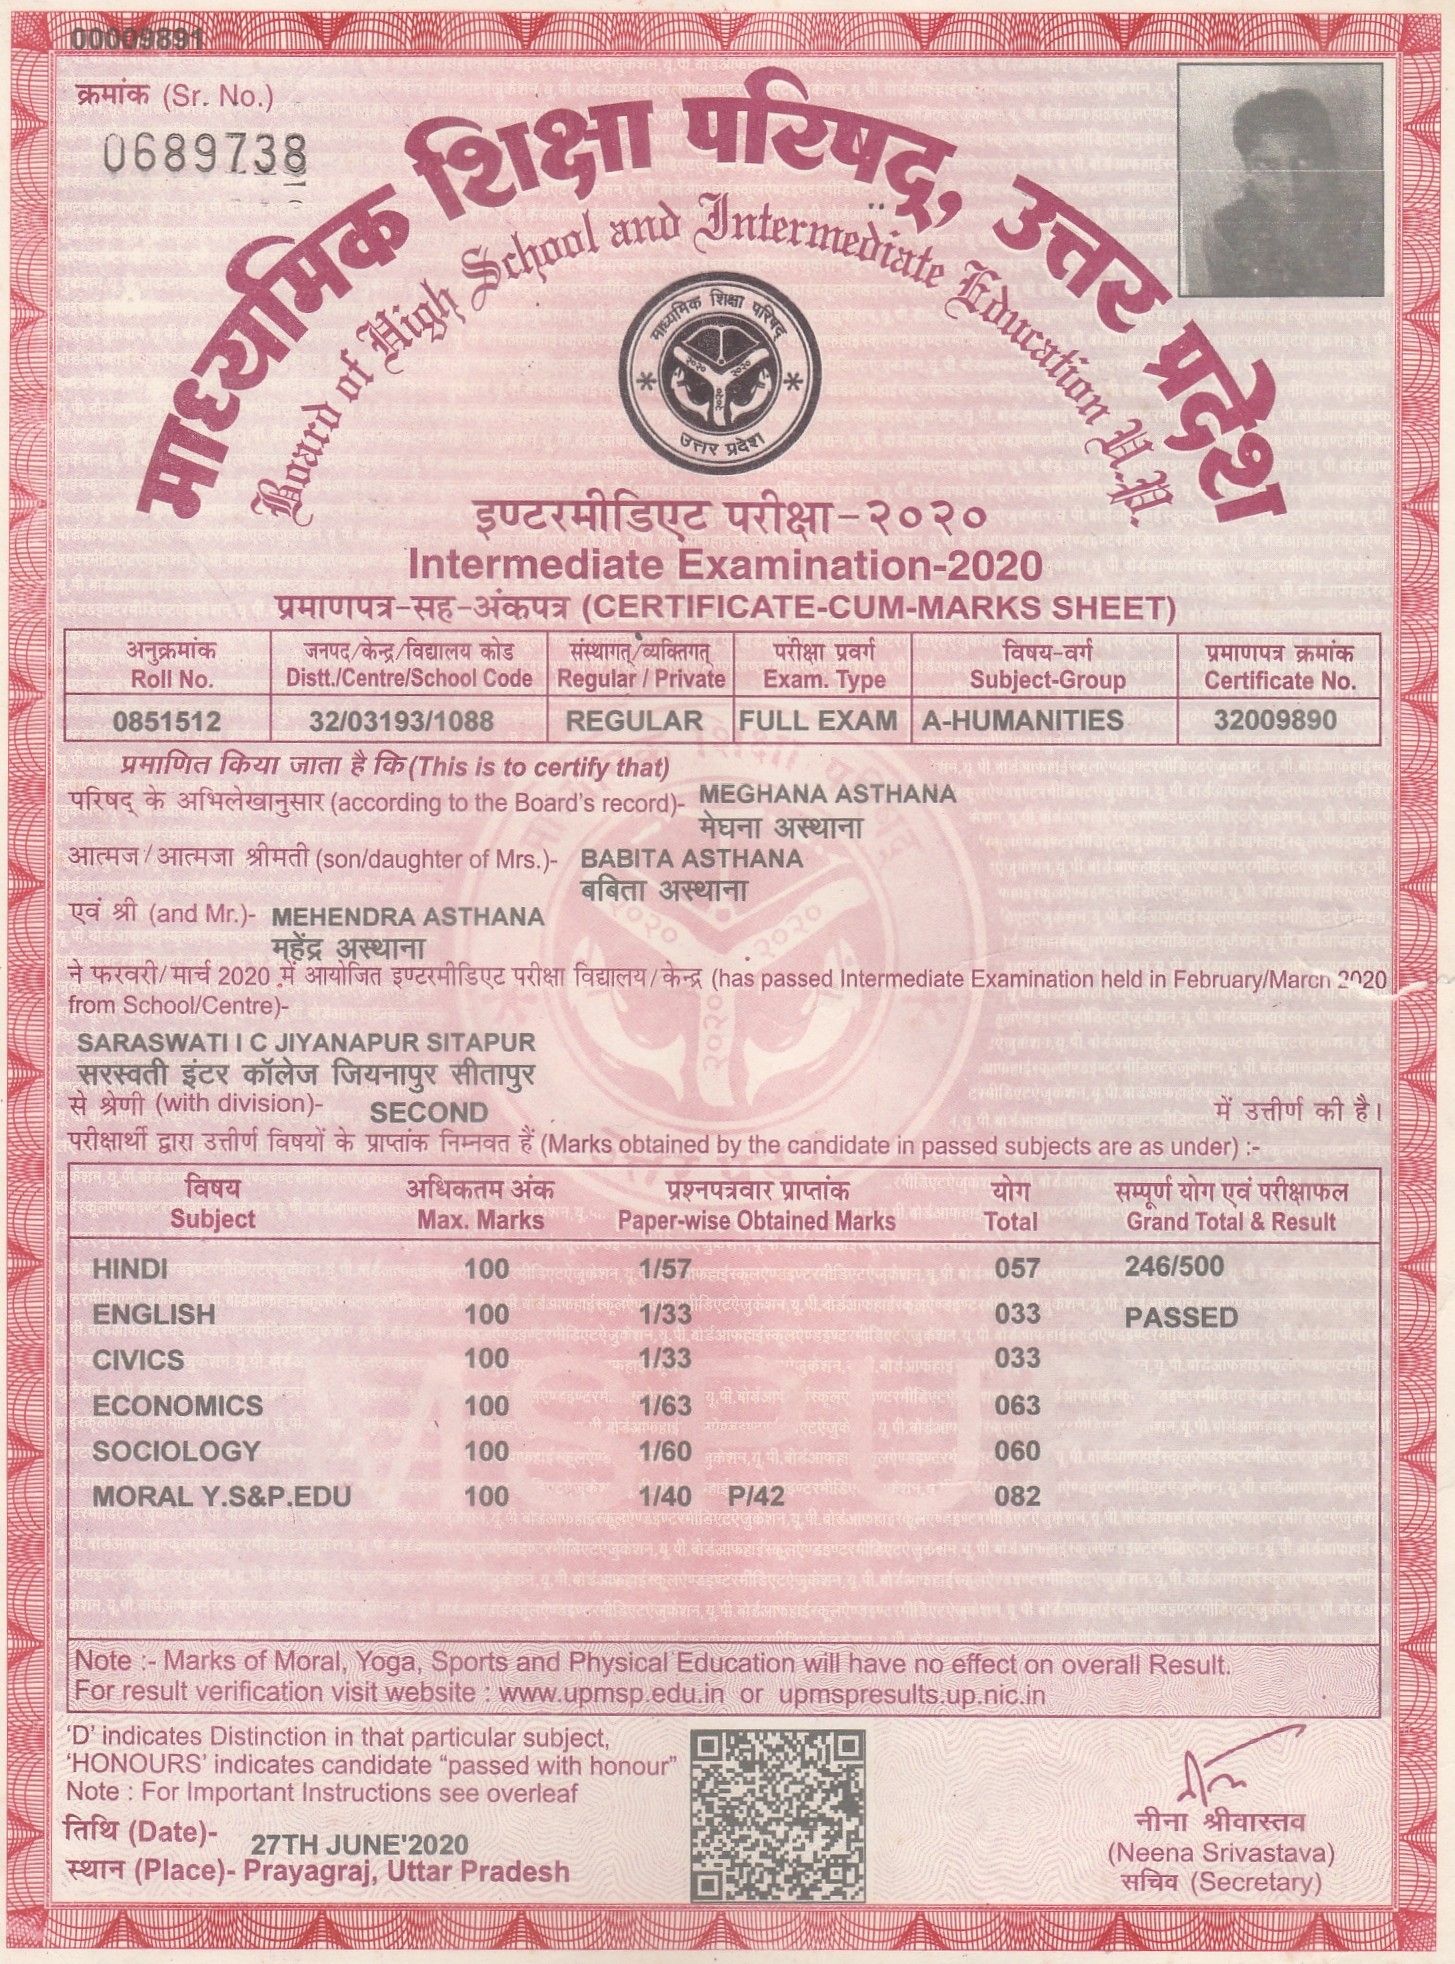 00009891
क्रमांक (Sr. No.)
0689738
माध्यमिक शिक्षा परिषद्, उत्तर प्रदेश
Board of High School and Intermediate Education U.P.
माध्यमिक शिक्षा परिषद्
२०२० २०२०
२०२०
उत्तर प्रदेश
इण्टरमीडिएट परीक्षा-२०२०
Intermediate Examination-2020
प्रमाणपत्र-सह-अंकपत्र (CERTIFICATE-CUM-MARKS SHEET)
अनुक्रमांक जनपद/केन्द्र/विद्यालय कोड संस्थागत्/व्यक्तिगत् परीक्षा प्रवर्ग विषय-वर्ग प्रमाणपत्र क्रमांक
Roll No. Distt./Centre/School Code Regular / Private Exam. Type Subject-Group Certificate No.
0851512 32/03193/1088 REGULAR FULL EXAM A-HUMANITIES 32009890
प्रमाणित किया जाता है कि (This is to certify that)
परिषद् के अभिलेखानुसार (according to the Board's record)- MEGHANA ASTHANA
मेघना अस्थाना
आत्मज/आत्मजा श्रीमती (son/daughter of Mrs.)- BABITA ASTHANA
बबिता अस्थाना
एवं श्री (and Mr.)- MEHENDRA ASTHANA
महेंद्र अस्थाना
ने फरवरी/मार्च 2020 में आयोजित इण्टरमीडिएट परीक्षा विद्यालय/केन्द्र (has passed Intermediate Examination held in February/March 2020
from School/Centre)-
SARASWATI I C JIYANAPUR SITAPUR
सरस्वती इंटर कॉलेज जियनापुर सीतापुर
से श्रेणी (with division)- SECOND में उत्तीर्ण की है।
परीक्षार्थी द्वारा उत्तीर्ण विषयों के प्राप्तांक निम्नवत हैं (Marks obtained by the candidate in passed subjects are as under) :-
विषय अधिकतम अंक प्रश्नपत्रवार प्राप्तांक योग सम्पूर्ण योग एवं परीक्षाफल
Subject Max. Marks Paper-wise Obtained Marks Total Grand Total & Result
HINDI 100 1/57 057 246/500
ENGLISH 100 1/33 033 PASSED
CIVICS 100 1/33 033
ECONOMICS 100 1/63 063
SOCIOLOGY 100 1/60 060
MORAL Y.S&P.EDU 100 1/40 P/42 082
Note :- Marks of Moral, Yoga, Sports and Physical Education will have no effect on overall Result.
For result verification visit website : www.upmsp.edu.in or upmspresults.up.nic.in
'D' indicates Distinction in that particular subject,
'HONOURS' indicates candidate "passed with honour"
Note : For Important Instructions see overleaf
तिथि (Date)- 27TH JUNE'2020
स्थान (Place)- Prayagraj, Uttar Pradesh
नीना श्रीवास्तव
(Neena Srivastava)
सचिव (Secretary)